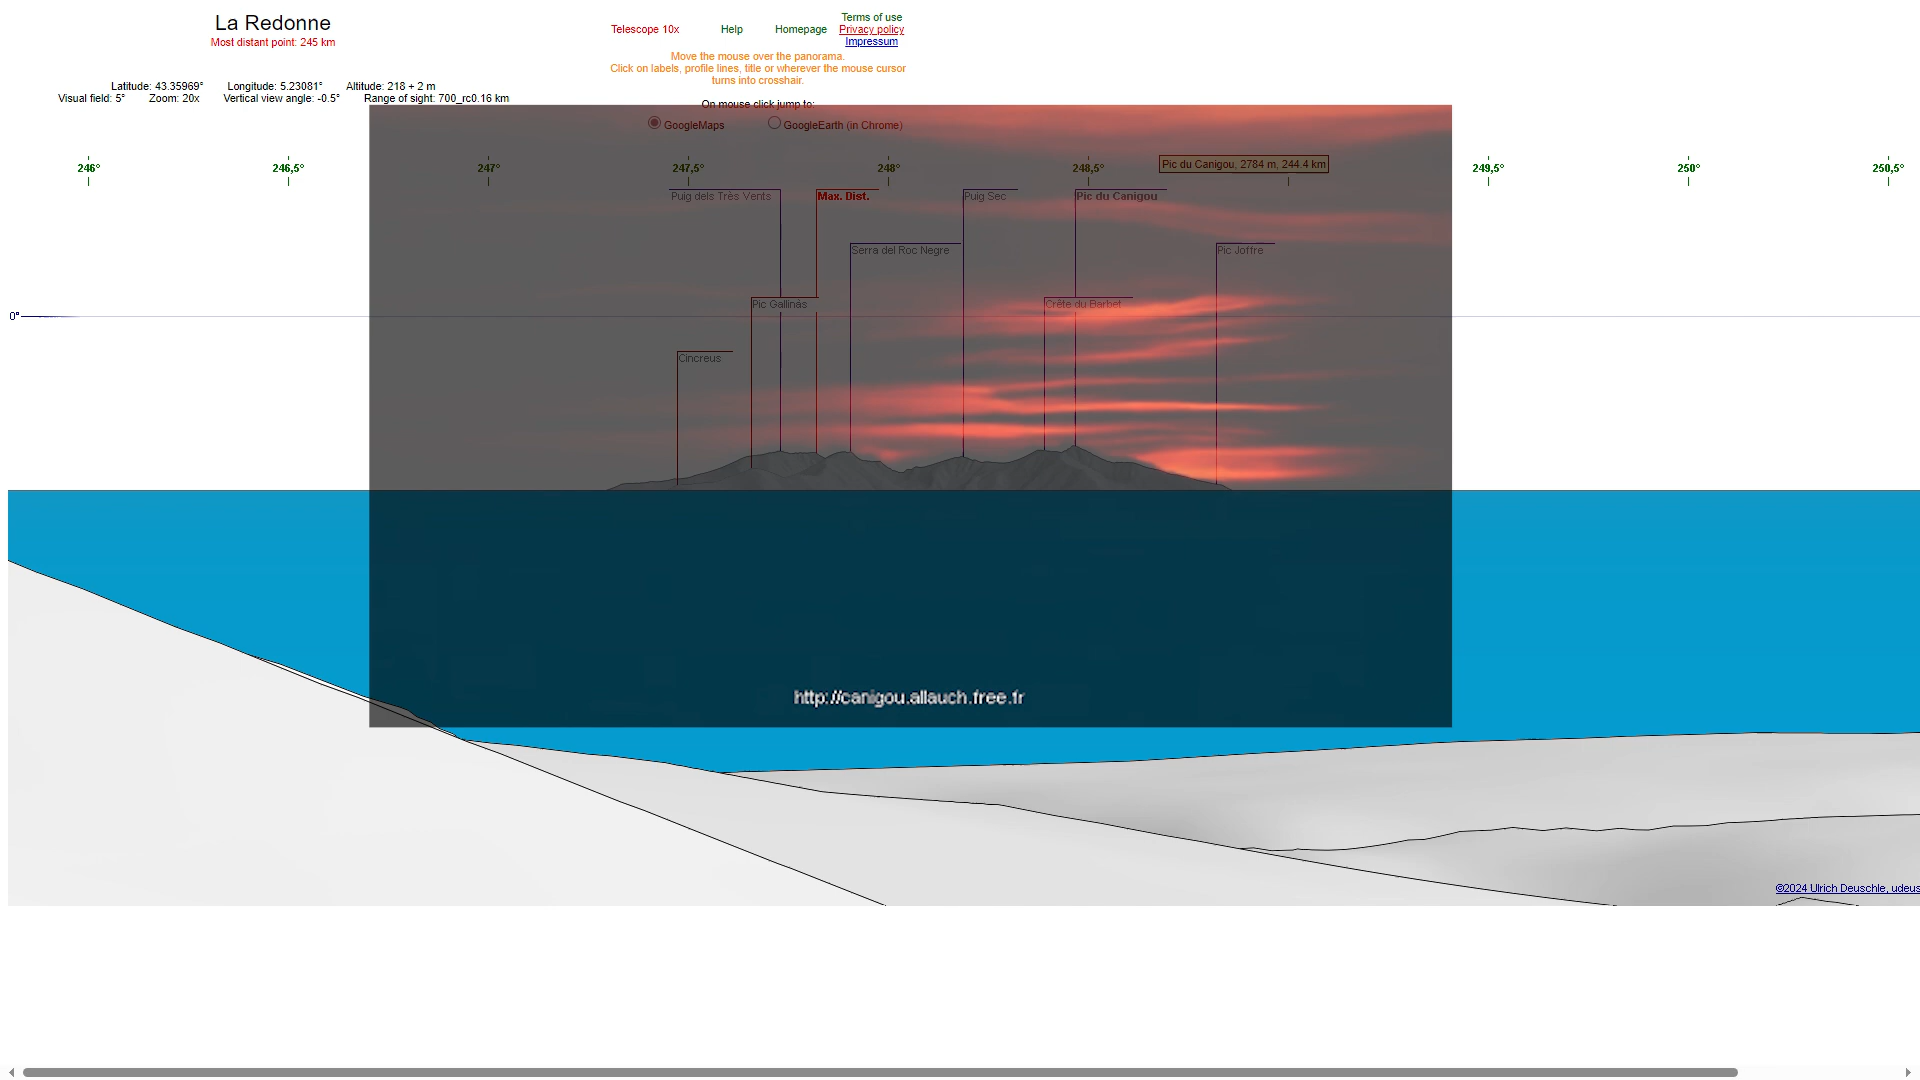 La Redonne
Most distant point: 245 km
Telescope 10x
Help
Homepage
Terms of use
Privacy policy
Impressum
Move the mouse over the panorama.
Click on labels, profile lines, title or wherever the mouse cursor
turns into crosshair.
Latitude: 43.35969° Longitude: 5.23081° Altitude: 218 + 2 m
Visual field: 5° Zoom: 20x Vertical view angle: -0.5° Range of sight: 700_rc0.16 km
On mouse click jump to:
GoogleMaps GoogleEarth (in Chrome)
Pic du Canigou, 2784 m, 244.4 km
246° 246,5° 247° 247,5° 248° 248,5° 249,5° 250° 250,5°
Puig dels Très Vents Max. Dist. Puig Sec Pic du Canigou
Serra del Roc Negre Pic Joffre
Pic Gallinàs Crête du Barbet
0°
Cincreus
http://canigou.allauch.free.fr
©2024 Ulrich Deuschle, udeus